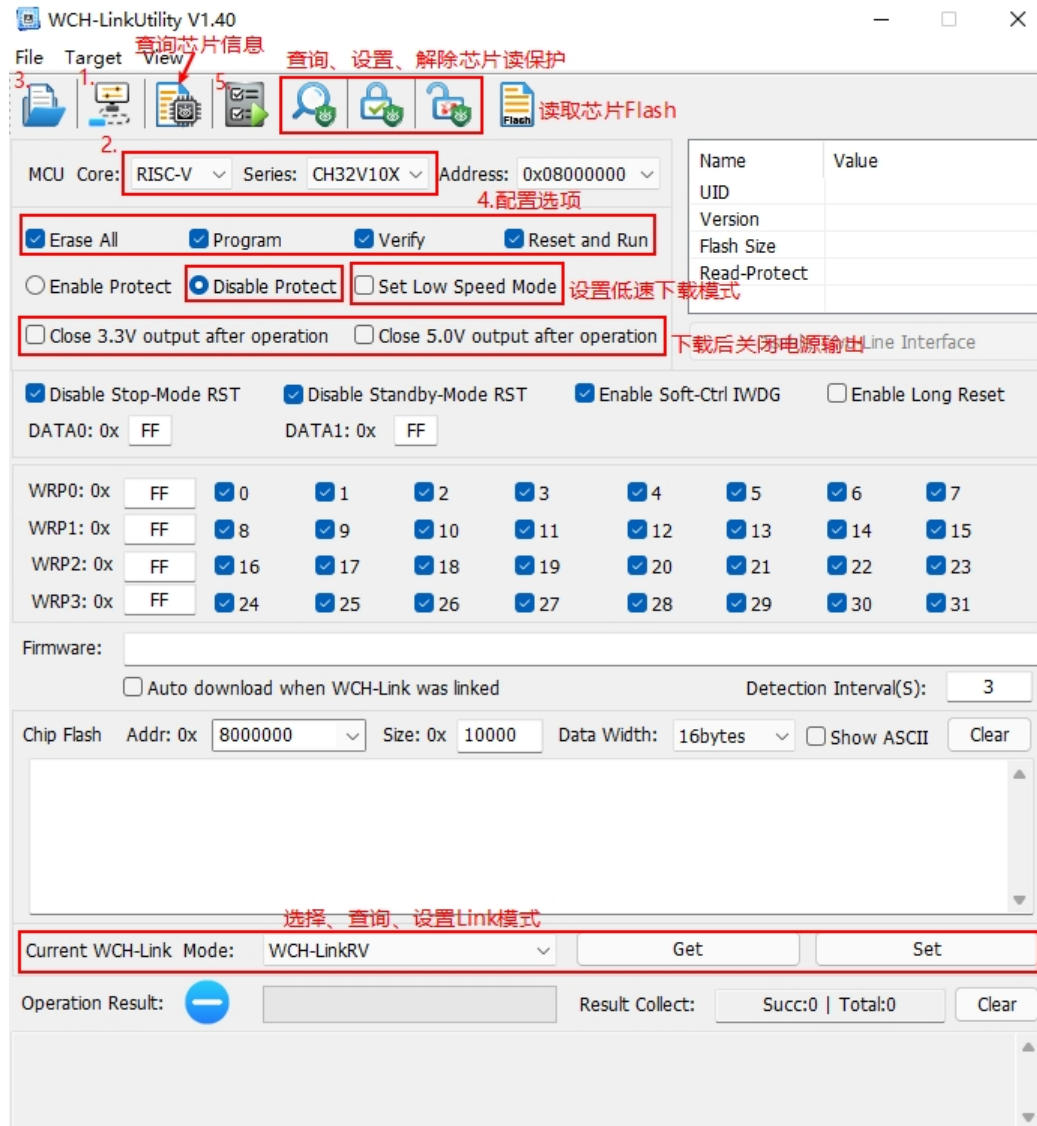 WCH-LinkUtility V1.40
File Target View
查询芯片信息
查询、设置、解除芯片读保护
3.
1.
5.
Flash
读取芯片Flash
2.
MCU Core: RISC-V Series: CH32V10X Address: 0x08000000
4.配置选项
Erase All Program Verify Reset and Run
Enable Protect Disable Protect Set Low Speed Mode
设置低速下载模式
Close 3.3V output after operation Close 5.0V output after operation
下载后关闭电源输出
Name Value
UID
Version
Flash Size
Read-Protect
Line Interface
Disable Stop-Mode RST Disable Standby-Mode RST Enable Soft-Ctrl IWDG Enable Long Reset
DATA0: 0x FF DATA1: 0x FF
WRP0: 0x FF 0 1 2 3 4 5 6 7
WRP1: 0x FF 8 9 10 11 12 13 14 15
WRP2: 0x FF 16 17 18 19 20 21 22 23
WRP3: 0x FF 24 25 26 27 28 29 30 31
Firmware:
Auto download when WCH-Link was linked Detection Interval(S): 3
Chip Flash Addr: 0x 8000000 Size: 0x 10000 Data Width: 16bytes Show ASCII Clear
选择、查询、设置Link模式
Current WCH-Link Mode: WCH-LinkRV Get Set
Operation Result: Result Collect: Succ:0 | Total:0 Clear